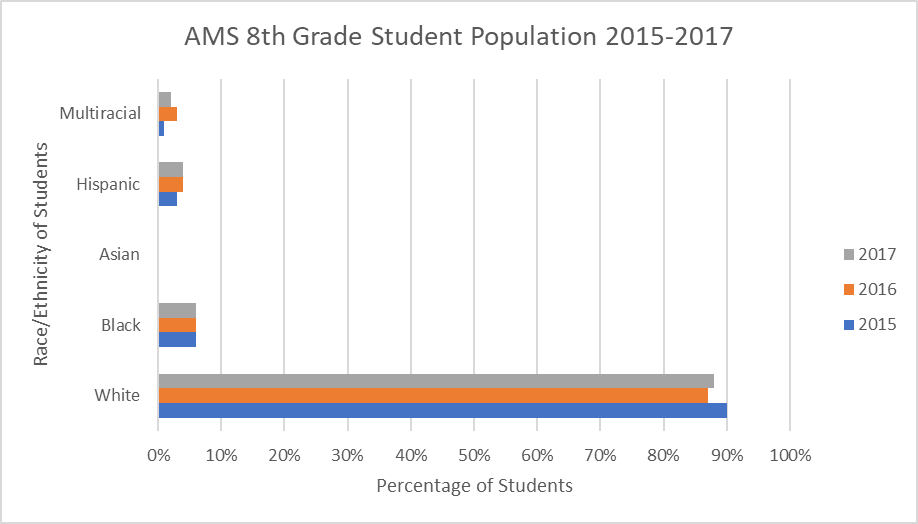 AMS 8th Grade Student Population 2015-2017
Race/Ethnicity of Students
Multiracial
Hispanic
Asian
Black
White
2017
2016
2015
0% 10% 20% 30% 40% 50% 60% 70% 80% 90% 100%
Percentage of Students